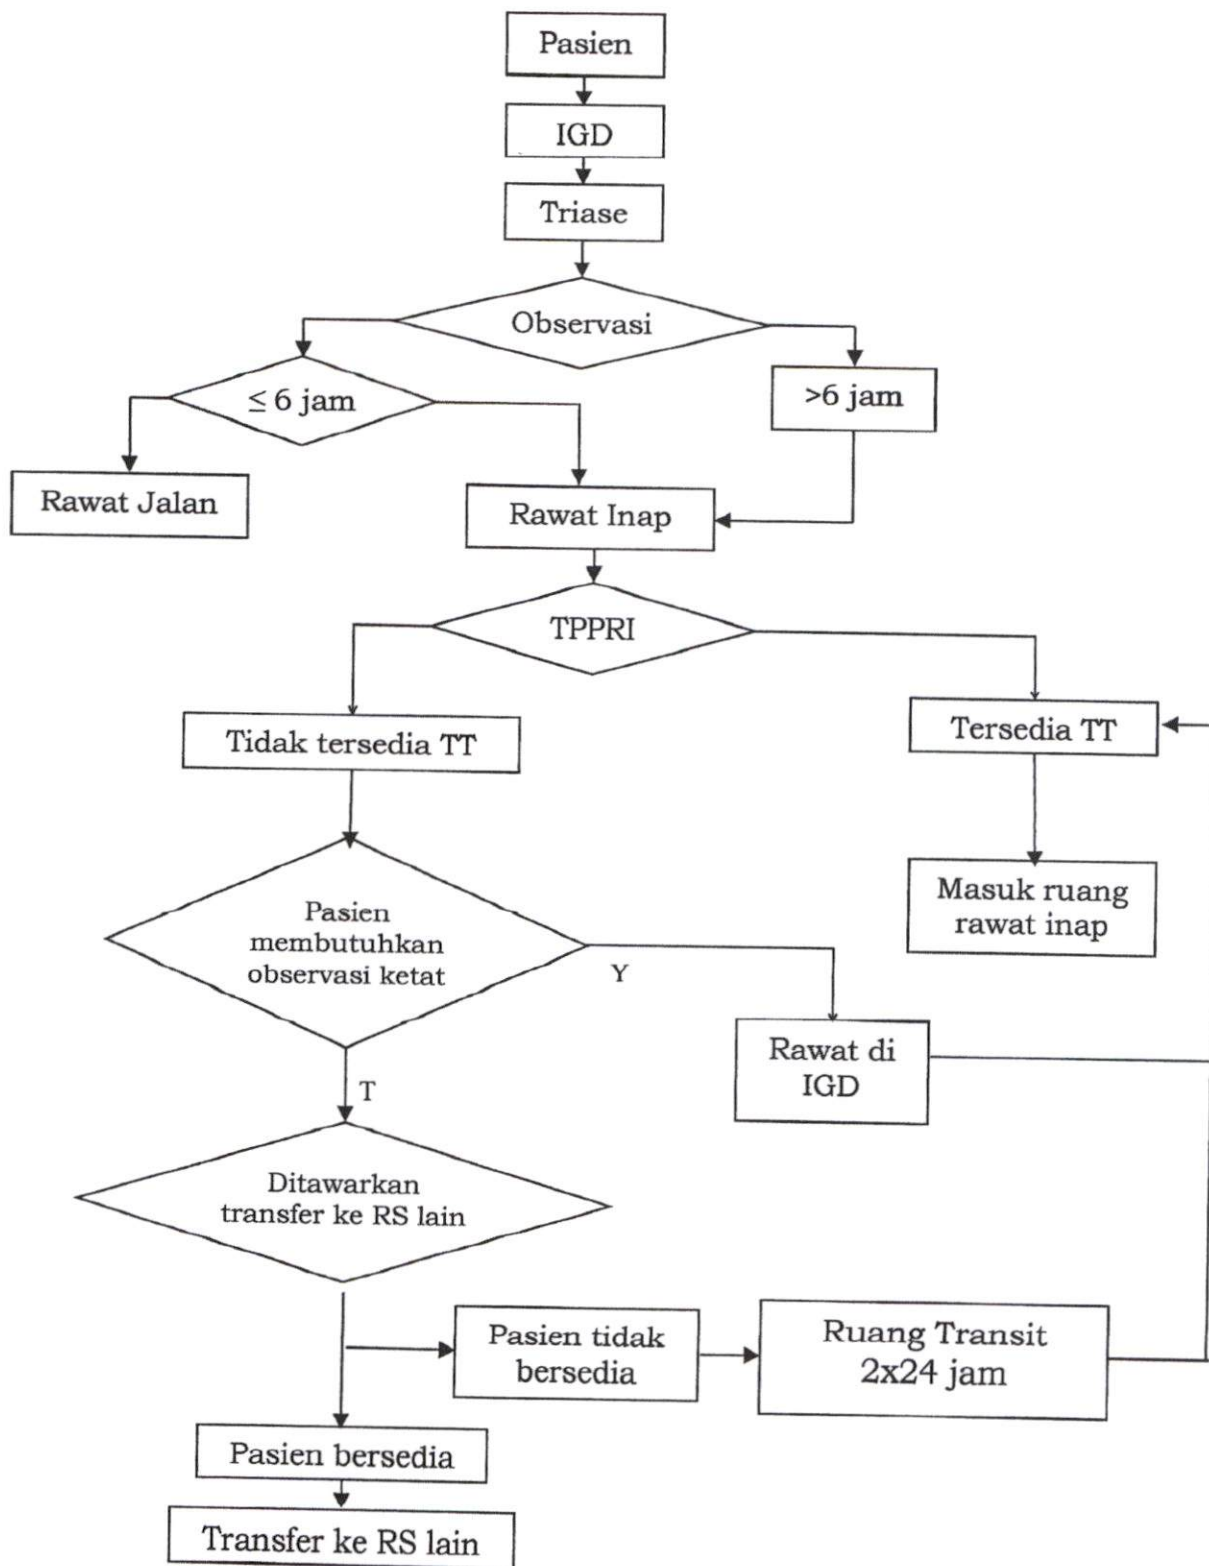 Pasien
IGD
Triase
Observasi
≤ 6 jam
>6 jam
Rawat Jalan
Rawat Inap
TPPRI
Tidak tersedia TT
Tersedia TT
Masuk ruang
rawat inap
Pasien
membutuhkan
observasi ketat
Y
Rawat di
IGD
T
Ditawarkan
transfer ke RS lain
Pasien tidak
bersedia
Ruang Transit
2x24 jam
Pasien bersedia
Transfer ke RS lain